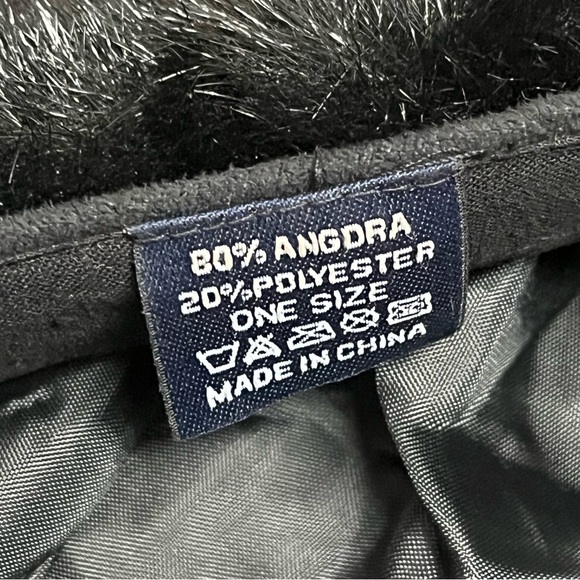 80% ANGORA
20%POLYESTER
ONE SIZE
MADE IN CHINA